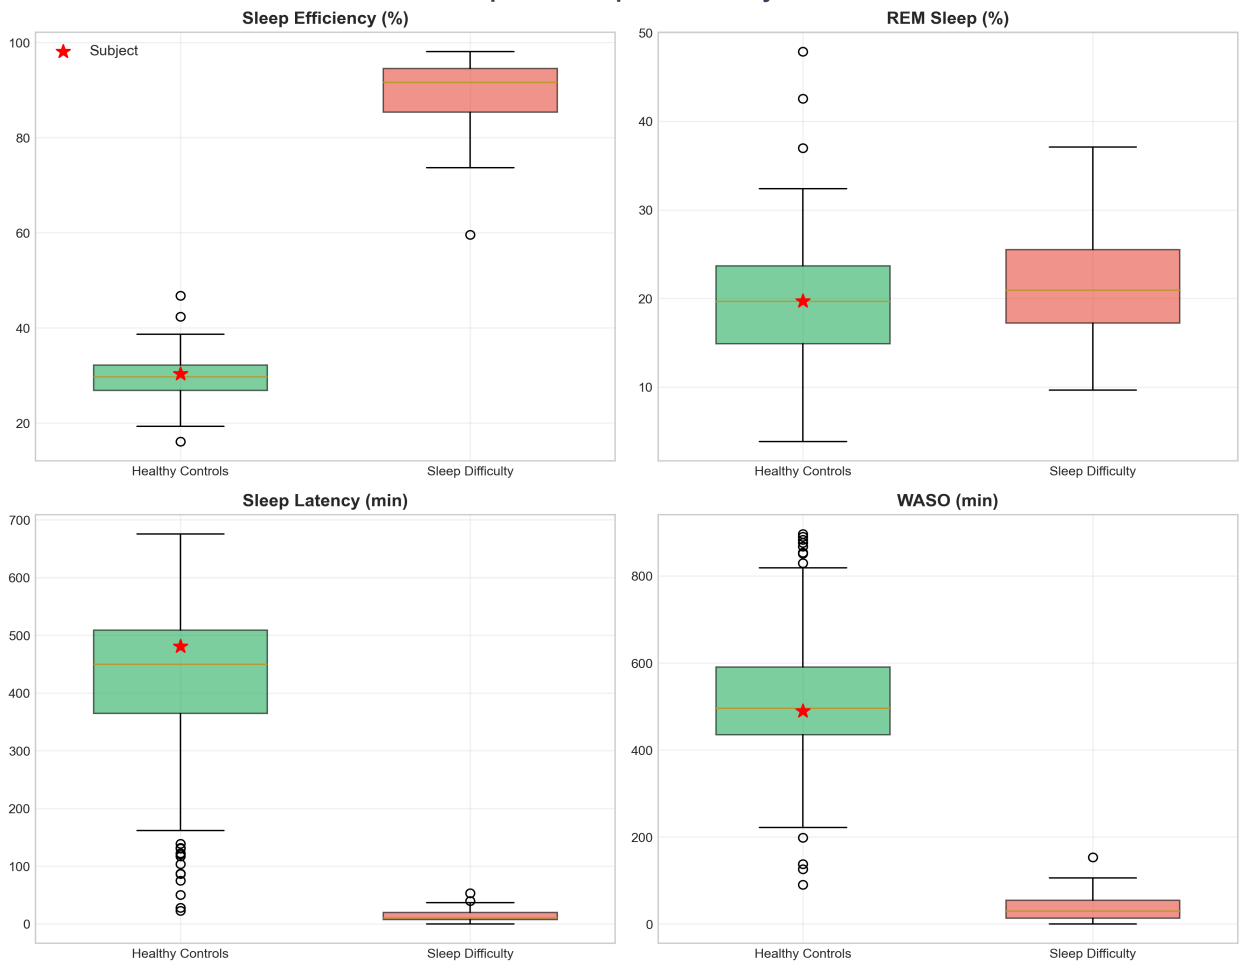 Sleep Efficiency (%)
Subject
100
80
60
40
20
Healthy Controls
Sleep Difficulty
REM Sleep (%)
50
40
30
20
10
Healthy Controls
Sleep Difficulty
Sleep Latency (min)
700
600
500
400
300
200
100
0
Healthy Controls
Sleep Difficulty
WASO (min)
800
600
400
200
0
Healthy Controls
Sleep Difficulty